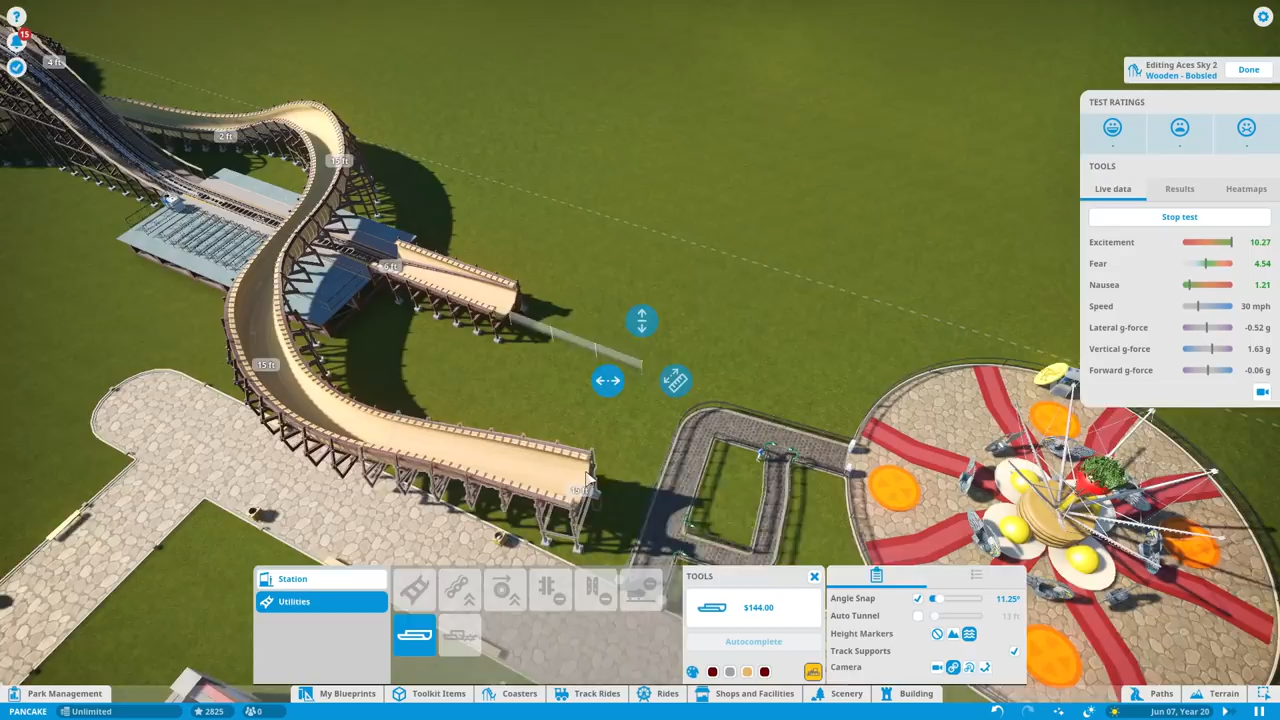 ?
15
4 ft
2 ft
15 ft
6 ft
15 ft
Editing Aces Sky 2
Wooden - Bobsled
Done
TEST RATINGS
- - -
TOOLS
Live data Results Heatmaps
Stop test
Excitement 10.27
Fear 4.54
Nausea 1.21
Speed 30 mph
Lateral g-force -0.52 g
Vertical g-force 1.63 g
Forward g-force -0.06 g
Station
Utilities
TOOLS
$144.00
Autocomplete
Angle Snap 11.25°
Auto Tunnel 13 ft
Height Markers
Track Supports
Camera
Park Management My Blueprints Toolkit Items Coasters Track Rides Rides Shops and Facilities Scenery Building Paths Terrain
PANCAKE Unlimited 2825 0 Jun 07, Year 20